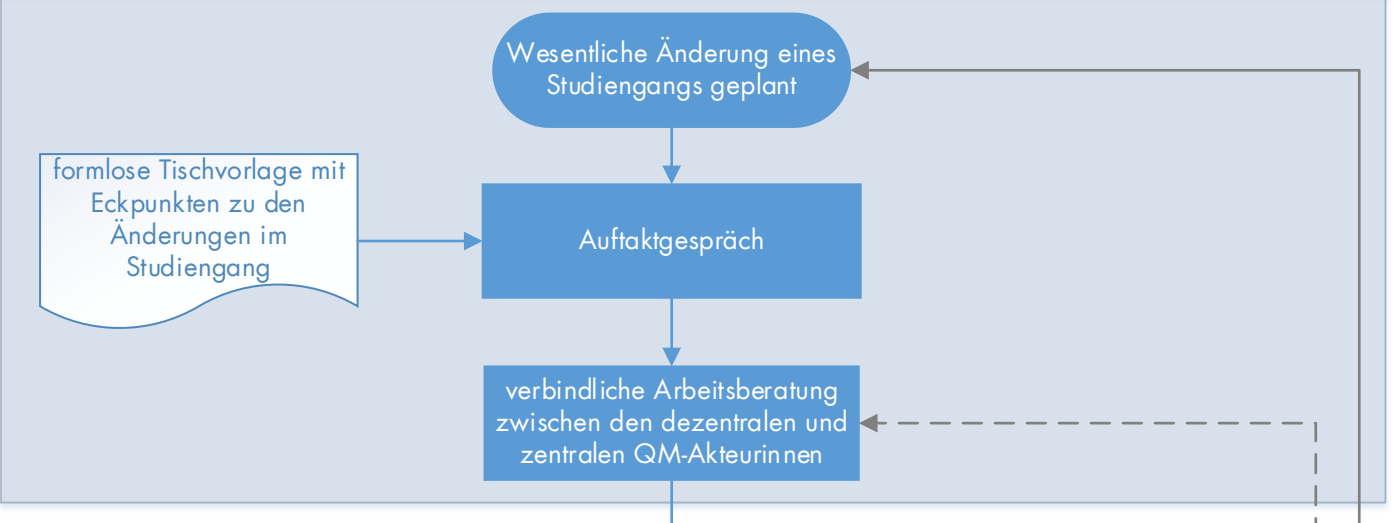 Wesentliche Änderung eines
Studiengangs geplant
formlose Tischvorlage mit
Eckpunkten zu den
Änderungen im
Studiengang
Auftaktgespräch
verbindliche Arbeitsberatung
zwischen den dezentralen und
zentralen QM-Akteurinnen